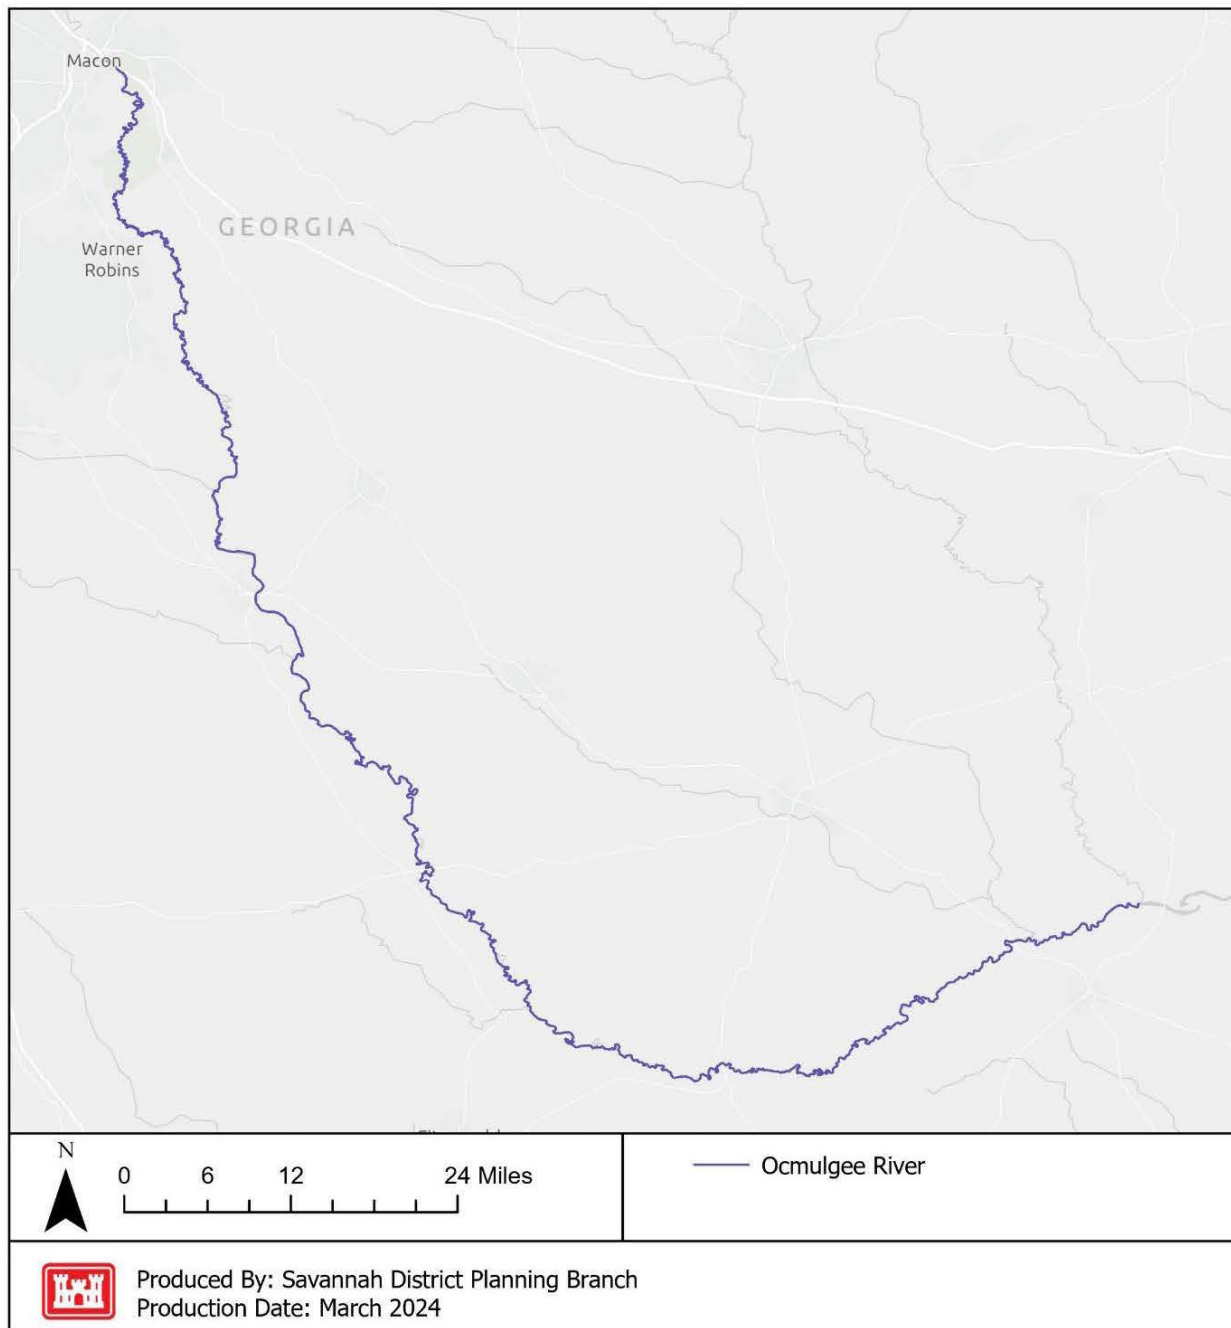 Macon
GEORGIA
Warner
Robins
N
0 6 12 24 Miles
Ocmulgee River
Produced By: Savannah District Planning Branch
Production Date: March 2024